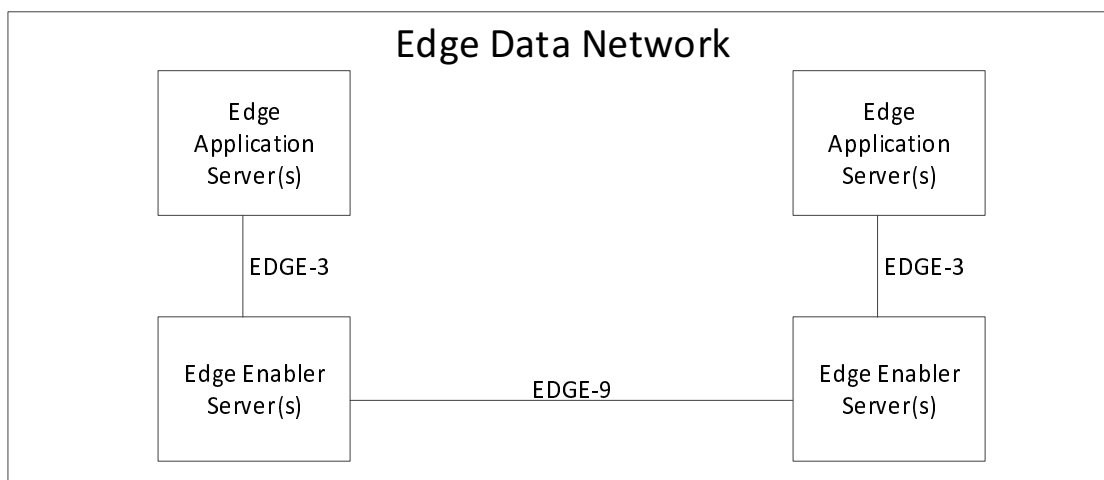 Edge Data Network
Edge
Application
Server(s)
Edge
Application
Server(s)
EDGE-3
EDGE-3
Edge Enabler
Server(s)
EDGE-9
Edge Enabler
Server(s)